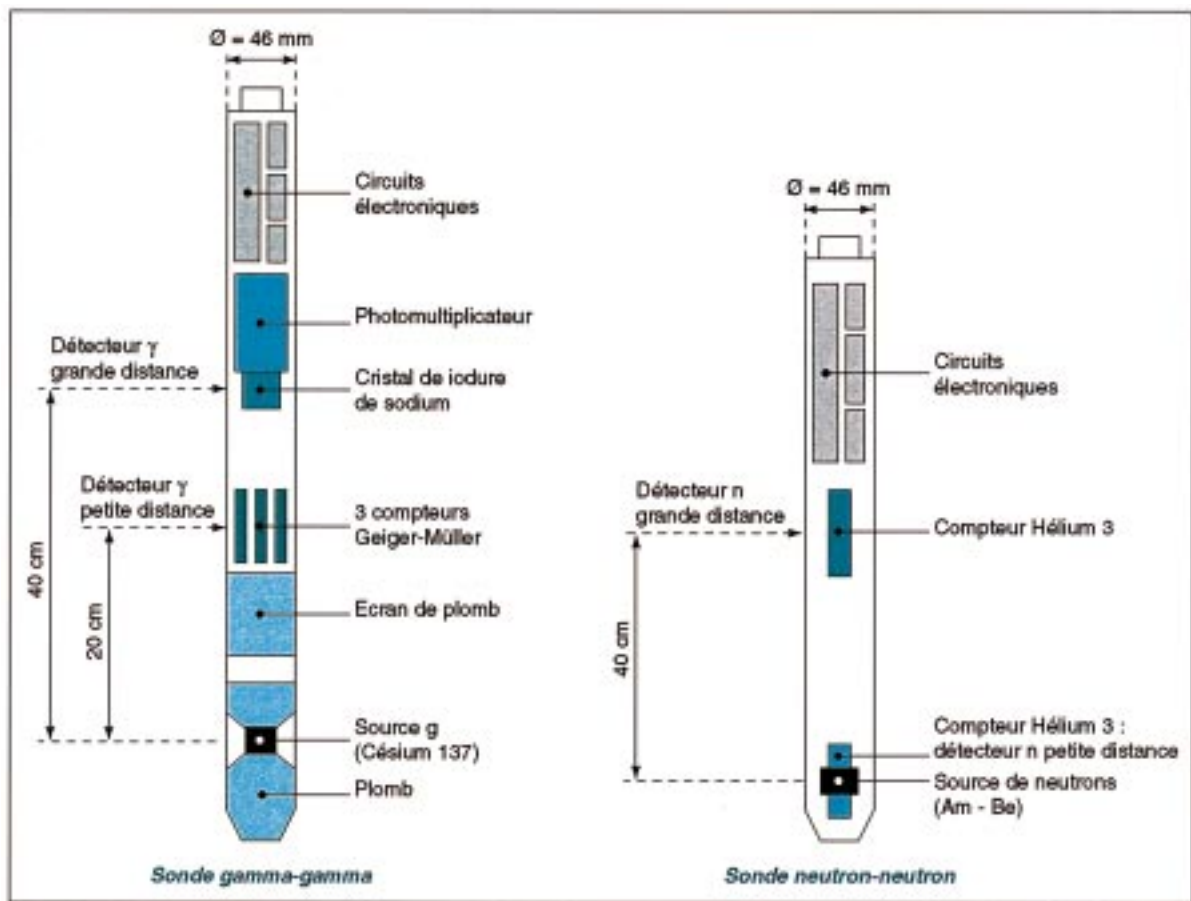 Ø = 46 mm
Circuits
électroniques
Photomultiplicateur
Détecteur γ
grande distance
Cristal de iodure
de sodium
Détecteur γ
petite distance
3 compteurs
Geiger-Müller
40 cm
20 cm
Ecran de plomb
Source g
(Césium 137)
Plomb
Sonde gamma-gamma
Ø = 46 mm
Circuits
électroniques
Détecteur n
grande distance
Compteur Hélium 3
40 cm
Compteur Hélium 3 :
détecteur n petite distance
Source de neutrons
(Am - Be)
Sonde neutron-neutron